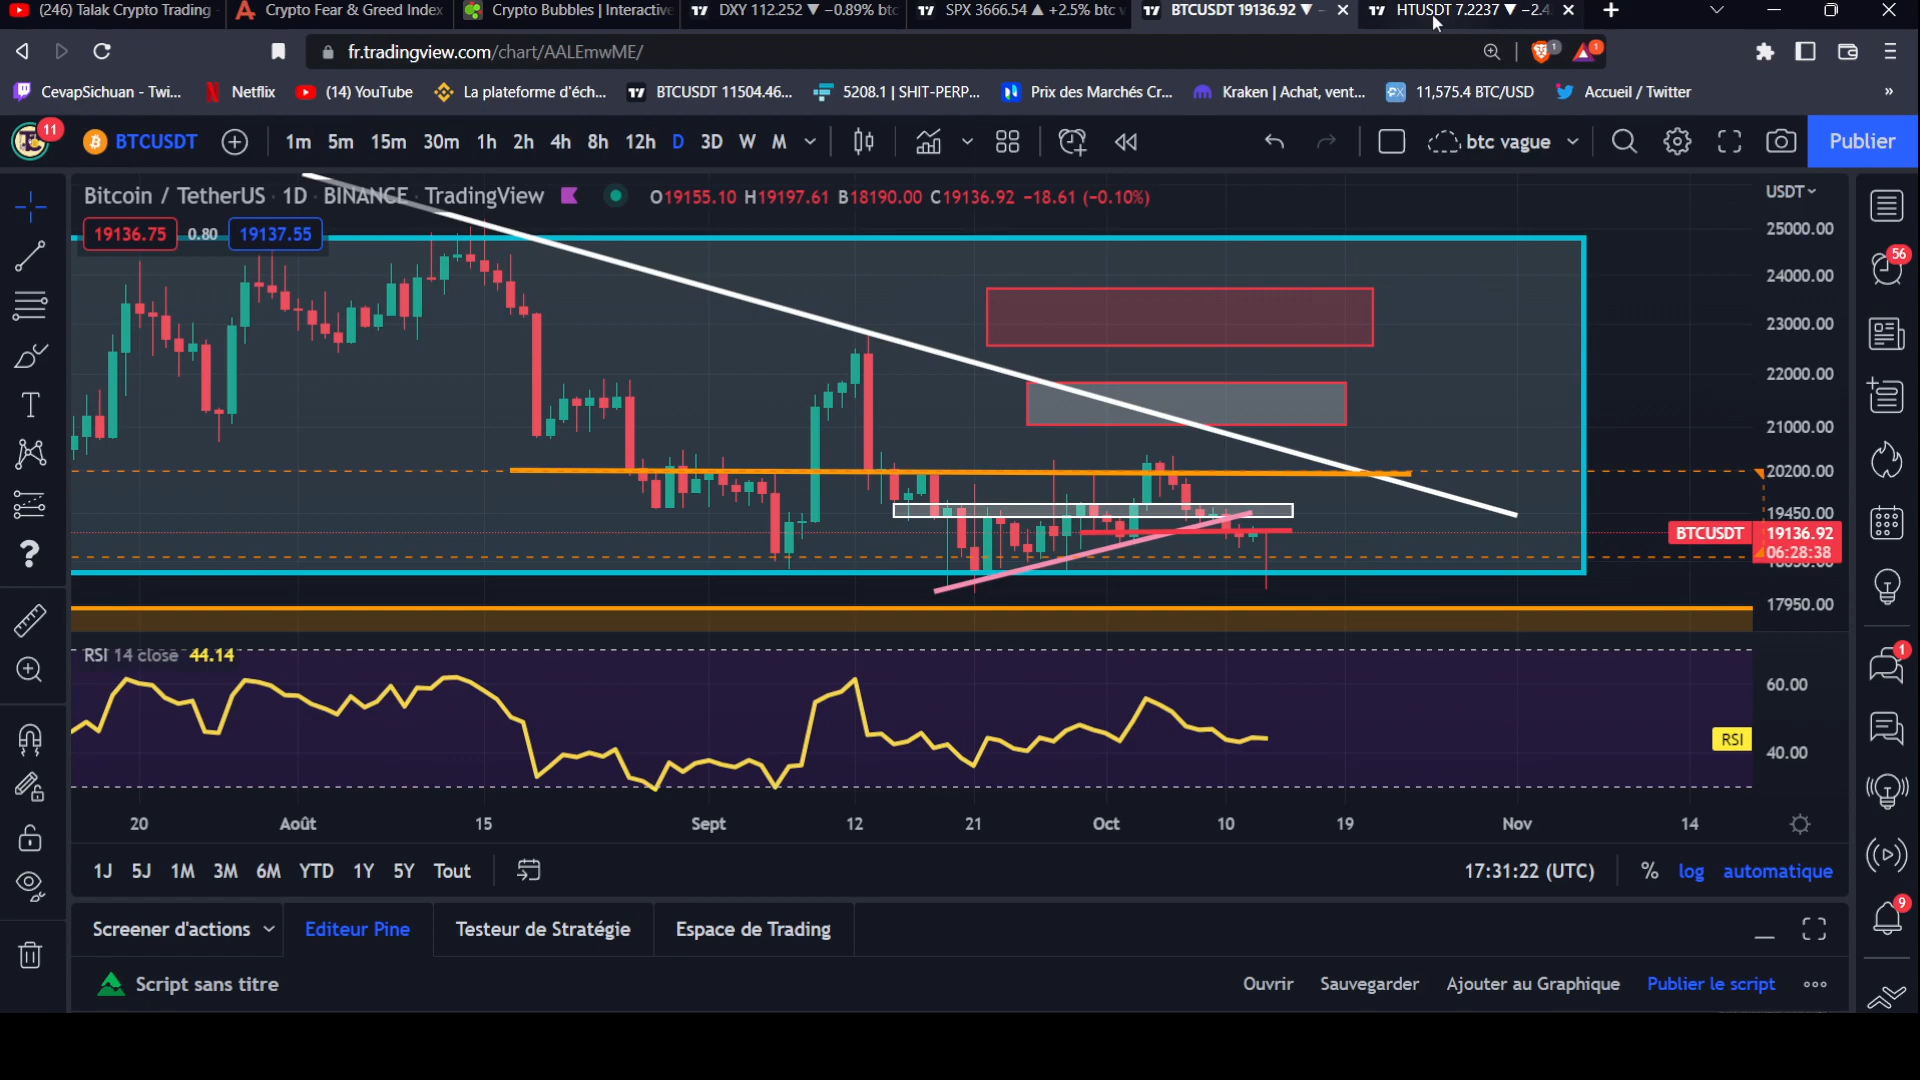 (246) Talak Crypto Trading
Crypto Fear & Greed Index
Crypto Bubbles | Interactive
DXY 112.252 ▼ −0.89% btc
SPX 3666.54 ▲ +2.5% btc v
BTCUSDT 19136.92 ▼ −
HTUSDT 7.2237 ▼ −2.4
fr.tradingview.com/chart/AALEmwME/
1
1
CevapSichuan - Twi...
Netflix
(14) YouTube
La plateforme d'éch...
BTCUSDT 11504.46...
5208.1 | SHIT-PERP...
Prix des Marchés Cr...
Kraken | Achat, vent...
11,575.4 BTC/USD
Accueil / Twitter
»
11
BTCUSDT
1m 5m 15m 30m 1h 2h 4h 8h 12h D 3D W M
btc vague
Publier
Bitcoin / TetherUS · 1D · BINANCE · TradingView
O19155.10 H19197.61 B18190.00 C19136.92 −18.61 (−0.10%)
USDT
19136.75
0.80
19137.55
25000.00
24000.00
23000.00
22000.00
21000.00
20200.00
19450.00
BTCUSDT
19136.92
06:28:38
17950.00
56
RSI 14 close 44.14
60.00
RSI
40.00
1
20
Août
15
Sept
12
21
Oct
10
19
Nov
14
1J 5J 1M 3M 6M YTD 1Y 5Y Tout
17:31:22 (UTC)
%
log
automatique
9
Screener d'actions
Editeur Pine
Testeur de Stratégie
Espace de Trading
Script sans titre
Ouvrir
Sauvegarder
Ajouter au Graphique
Publier le script